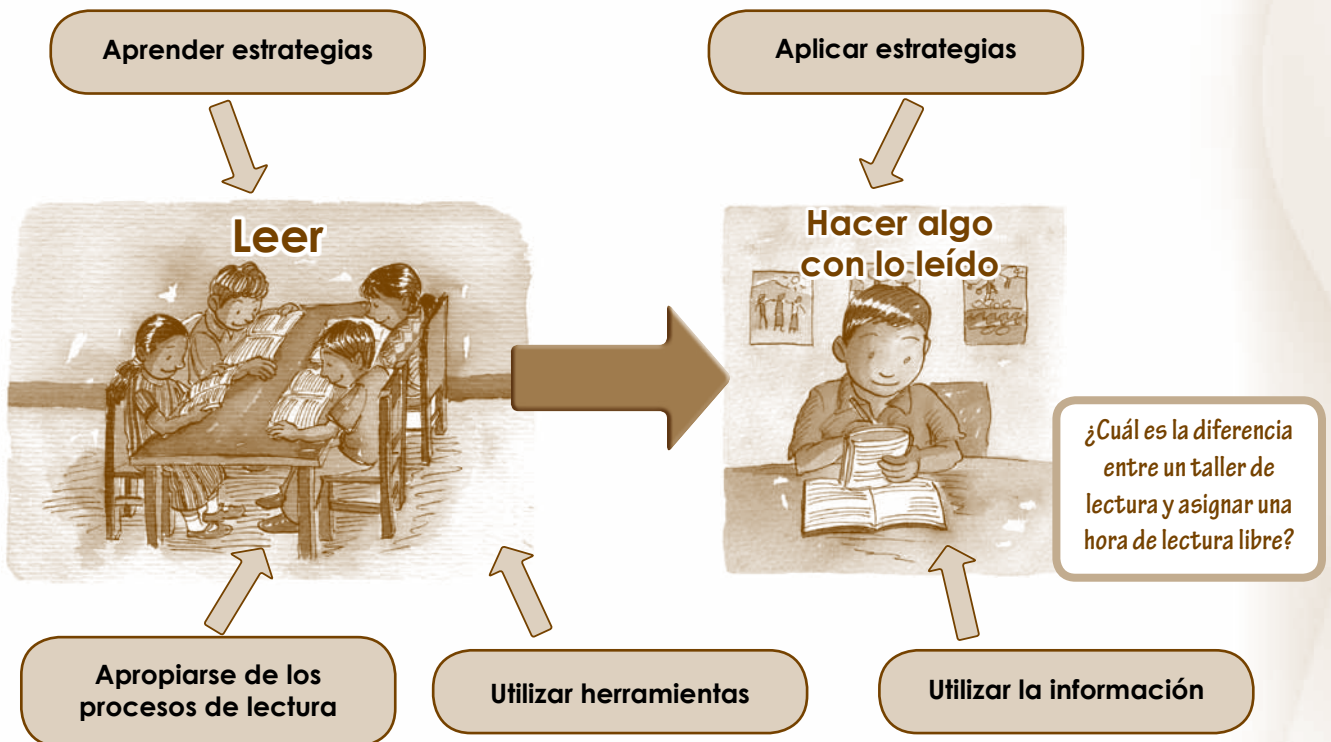 Aprender estrategias
Aplicar estrategias
Leer
Hacer algo
con lo leído
¿Cuál es la diferencia
entre un taller de
lectura y asignar una
hora de lectura libre?
Apropiarse de los
procesos de lectura
Utilizar herramientas
Utilizar la información